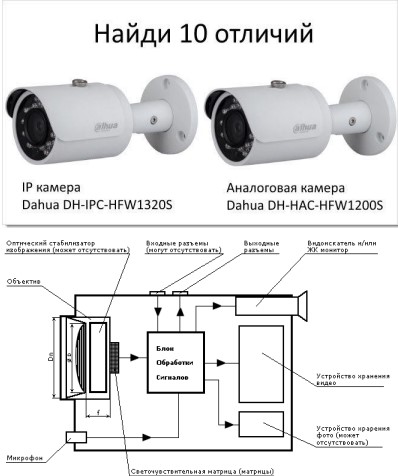 Найди 10 отличий
alhua
alhua
IP камера
Dahua DH-IPC-HFW1320S
Аналоговая камера
Dahua DH-HAC-HFW1200S
Оптический стабилизатор
изображения (может отсутствовать)
Входные разъемы
(могут отсутствовать)
Выходные
разъемы
Видоискатель и/или
ЖК монитор
Объектив
Dн
φ D
f
Блок
Обработки
Сигналов
Устройство хранения
видео
Устройство храрения
фото (может
отсутствовать)
Микрофон
Светочувствительная матрица (матрицы)